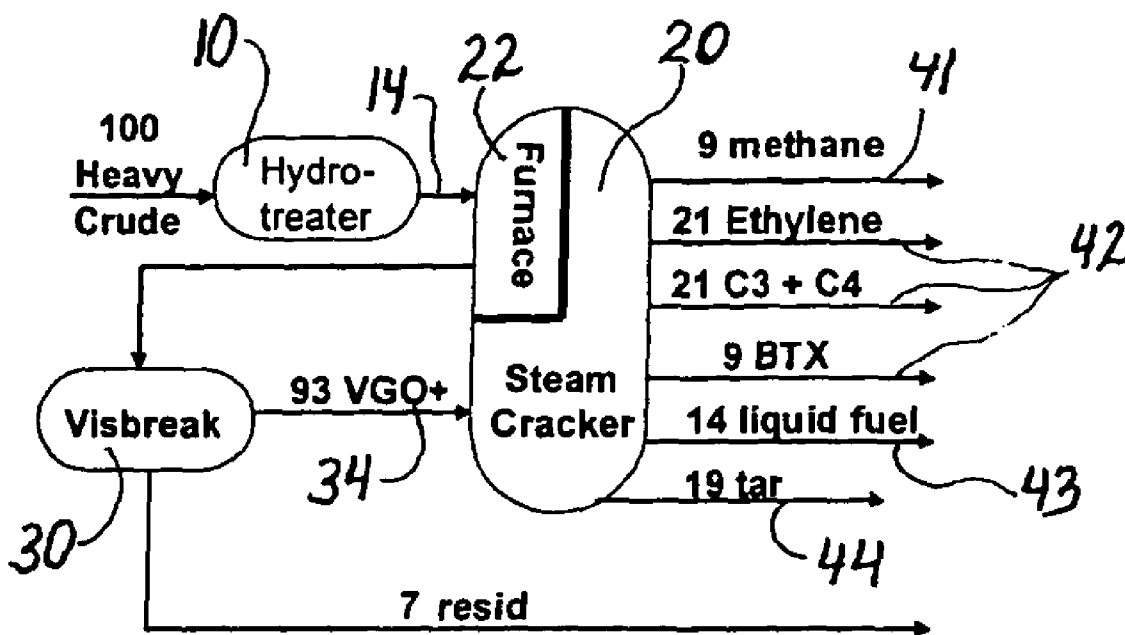 10
22
20
41
14
100
Heavy
Crude
Hydro-
treater
Furnace
9 methane
21 Ethylene
42
21 C3 + C4
9 BTX
Visbreak
93 VGO+
Steam
Cracker
14 liquid fuel
34
19 tar
43
30
44
7 resid